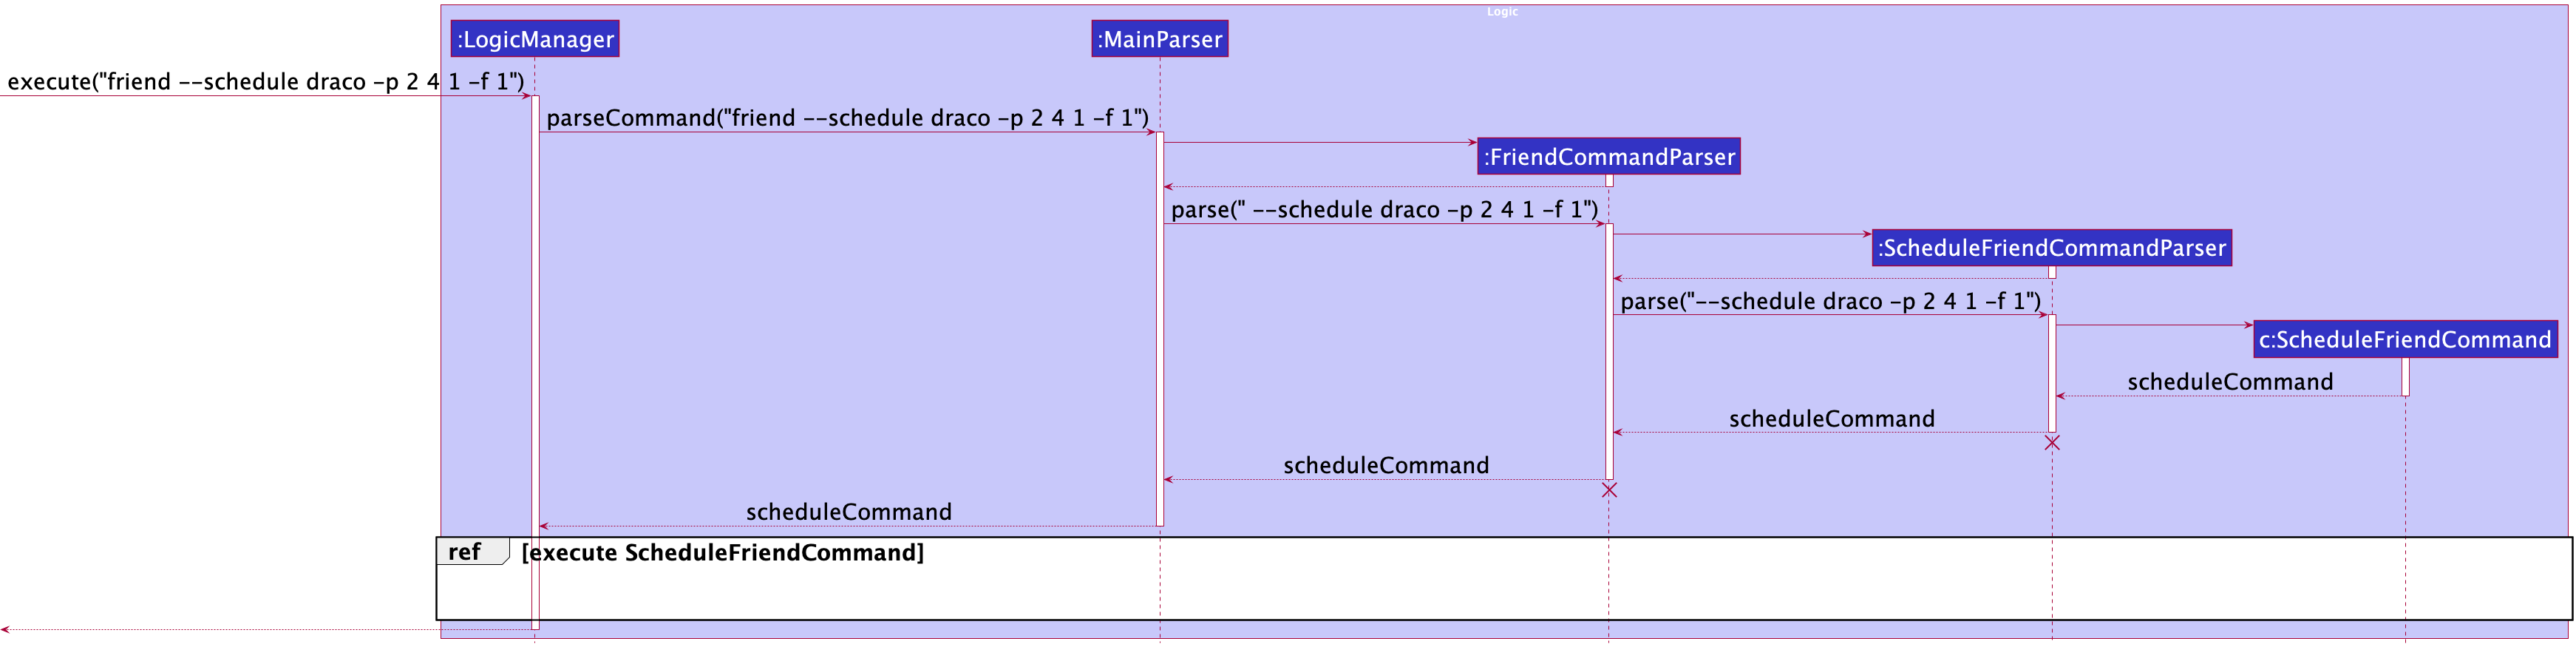 Logic
:LogicManager
:MainParser
execute("friend --schedule draco -p 2 4 1 -f 1")
parseCommand("friend --schedule draco -p 2 4 1 -f 1")
:FriendCommandParser
parse(" --schedule draco -p 2 4 1 -f 1")
:ScheduleFriendCommandParser
parse("--schedule draco -p 2 4 1 -f 1")
c:ScheduleFriendCommand
scheduleCommand
scheduleCommand
scheduleCommand
scheduleCommand
ref [execute ScheduleFriendCommand]